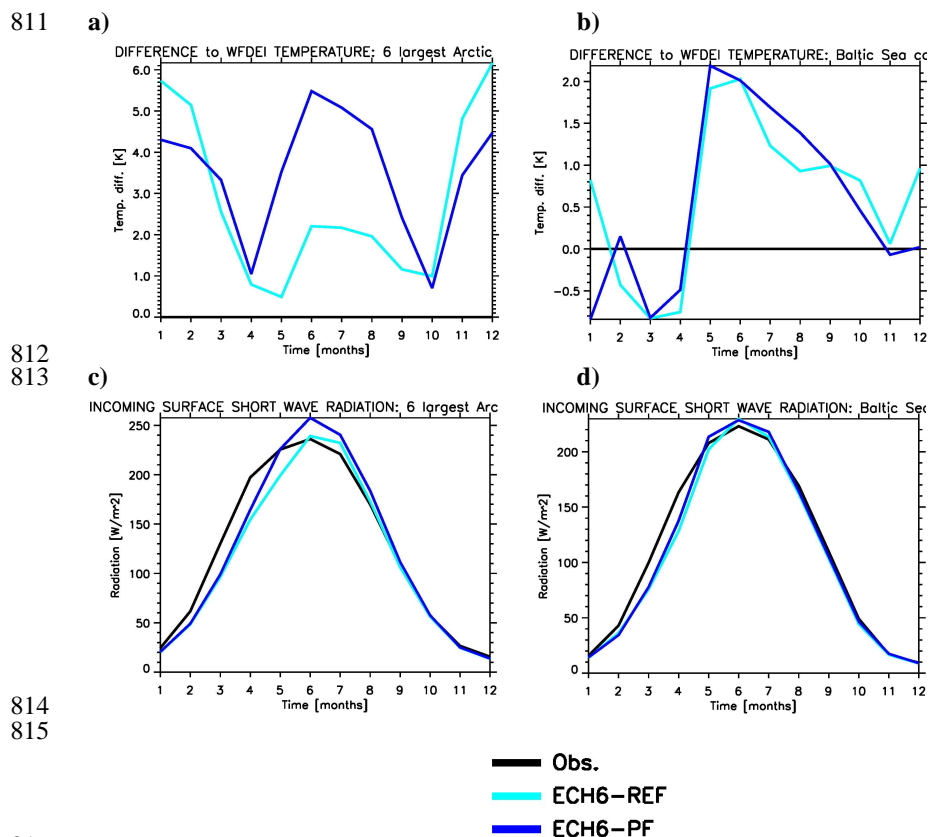 811 a) b)
DIFFERENCE to WFDEI TEMPERATURE: 6 largest Arctic
6.0
5.0
4.0
3.0
2.0
1.0
0.0
Temp. diff. [K]
1 2 3 4 5 6 7 8 9 10 11 12
Time [months]
DIFFERENCE to WFDEI TEMPERATURE: Baltic Sea
2.0
1.5
1.0
0.5
0.0
-0.5
Temp. diff. [K]
1 2 3 4 5 6 7 8 9 10 11 12
Time [months]
812
813 c) d)
INCOMING SURFACE SHORT WAVE RADIATION: 6 largest Arc
250
200
150
100
50
0
Radiation [W/m^2]
1 2 3 4 5 6 7 8 9 10 11 12
Time [months]
INCOMING SURFACE SHORT WAVE RADIATION: Baltic Sea
200
150
100
50
0
Radiation [W/m^2]
1 2 3 4 5 6 7 8 9 10 11 12
Time [months]
814
815
Obs.
ECH6-REF
ECH6-PF